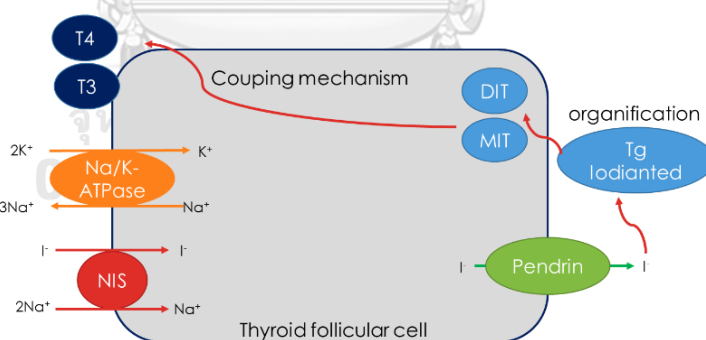 T4
T3
Couping mechanism
DIT
MIT
organification
Tg
Iodianted
2K⁺
K⁺
Na/K-
ATPase
3Na⁺
Na⁺
I⁻
I⁻
NIS
2Na⁺
Na⁺
I⁻
Pendrin
I⁻
Thyroid follicular cell